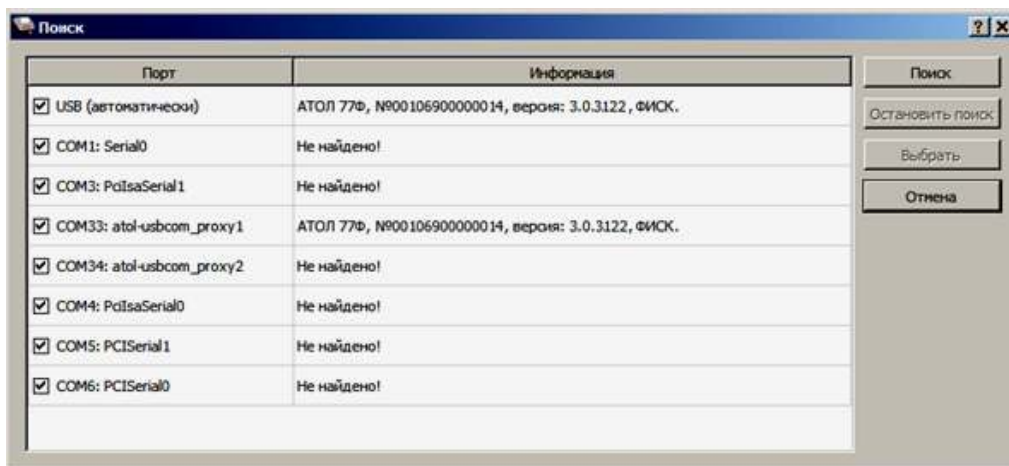 Поиск
Порт Информация Поиск
USB (автоматически) АТОЛ 77Ф, №00106900000014, версия: 3.0.3122, ФИСК.
Остановить поиск
COM1: Serial0 Не найдено!
Выбрать
COM3: PciIsaSerial1 Не найдено!
Отмена
COM33: atol-usbcom_proxy1 АТОЛ 77Ф, №00106900000014, версия: 3.0.3122, ФИСК.
COM34: atol-usbcom_proxy2 Не найдено!
COM4: PciIsaSerial0 Не найдено!
COM5: PCISerial1 Не найдено!
COM6: PCISerial0 Не найдено!